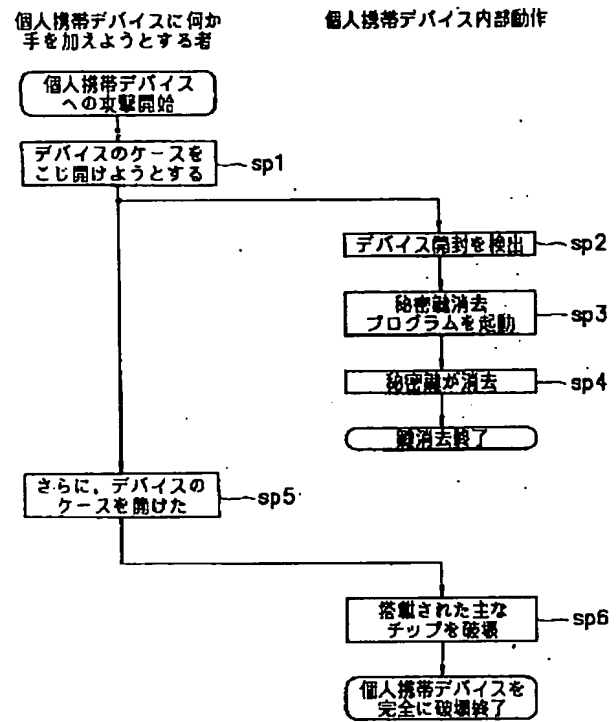 個人携帯デバイスに何か
手を加えようとする者
個人携帯デバイス内部動作
個人携帯デバイス
への攻撃開始
デバイスのケースを
こじ開けようとする
sp1
デバイス開封を検出
sp2
秘密鍵消去
プログラムを起動
sp3
秘密鍵が消去
sp4
鍵消去終了
さらに、デバイスの
ケースを開けた
sp5
搭載された主な
チップを破壊
sp6
個人携帯デバイスを
完全に破壊終了